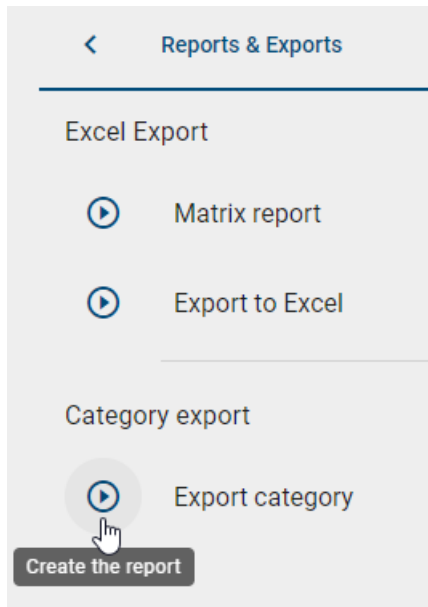 Reports & Exports
Excel Export
Matrix report
Export to Excel
Category export
Export category
Create the report